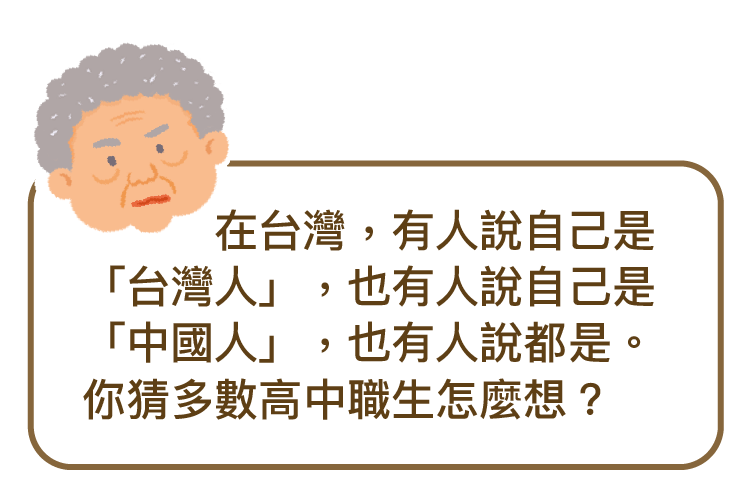 在台灣，有人說自己是
「台灣人」，也有人說自己是
「中國人」，也有人說都是。
你猜多數高中職生怎麼想？